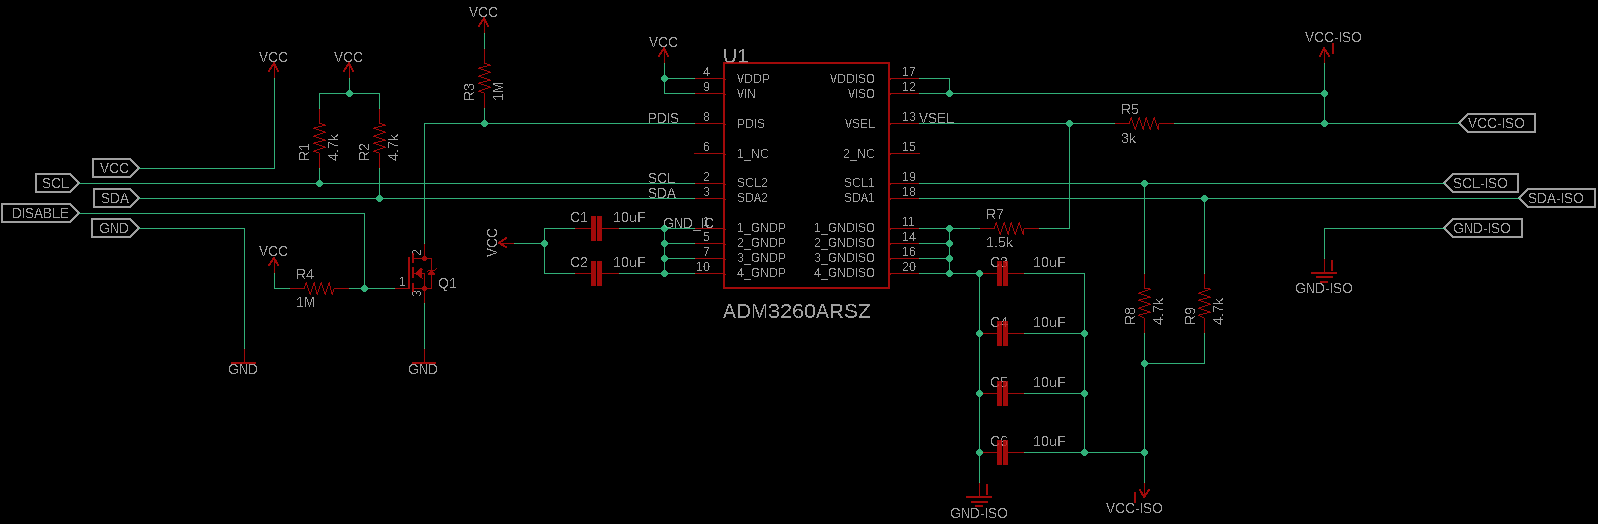 VCC
VCC
VCC
R1
4.7k
R2
4.7k
R3
1M
VCC
SCL
SDA
DISABLE
GND
VCC
R4
1M
Q1
1
2
3
GND
GND
VCC
PDIS
SCL
SDA
GND_IC
VCC
C1 10uF
C2 10uF
VCC
U1
4 VDDP VDDISO 17
9 VIN VISO 12
8 PDIS VSEL 13 VSEL
6 1_NC 2_NC 15
2 SCL2 SCL1 19
3 SDA2 SDA1 18
1_GNDP 1_GNDISO 11
5 2_GNDP 2_GNDISO 14
7 3_GNDP 3_GNDISO 16
10 4_GNDP 4_GNDISO 20
ADM3260ARSZ
R5
3k
R7
1.5k
C3 10uF
C4 10uF
C5 10uF
C6 10uF
GND-ISO
R8
4.7k
R9
4.7k
VCC-ISO
VCC-ISO
VCC-ISO
SCL-ISO
SDA-ISO
GND-ISO
GND-ISO